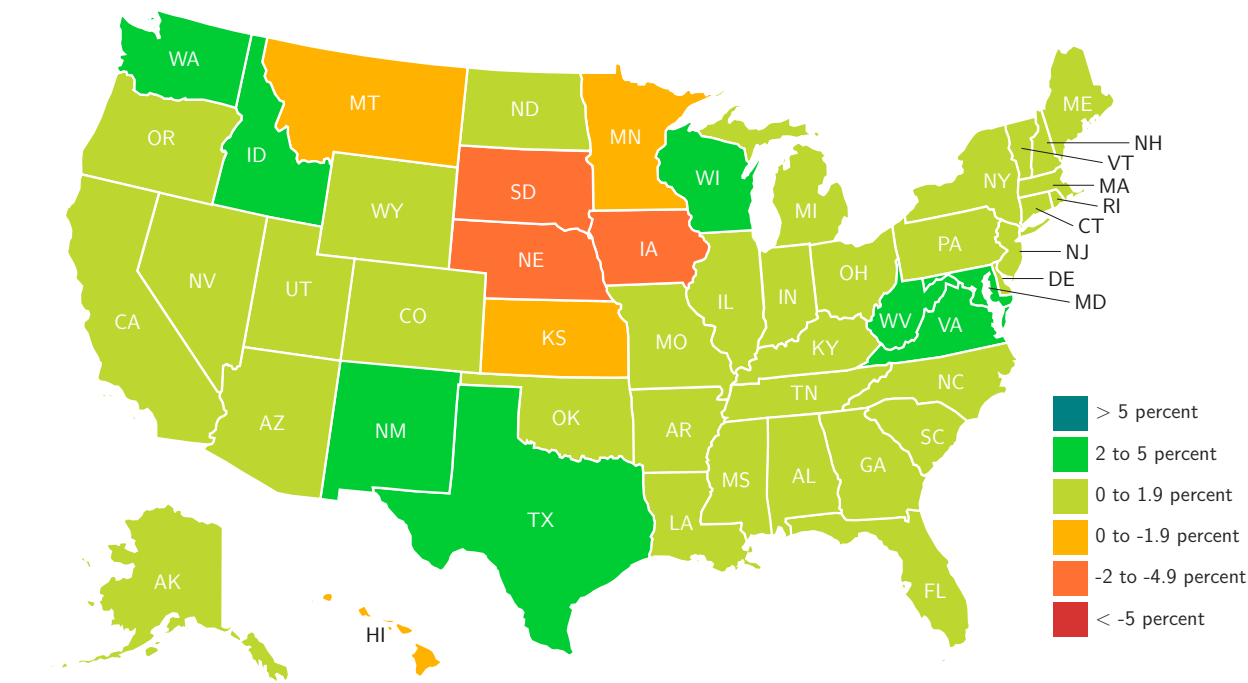 WA
MT
ND
MN
OR
ID
SD
WI
WY
NE
IA
MI
NY
ME
NH
VT
MA
RI
CT
PA
NJ
DE
MD
NV
UT
CO
KS
MO
IL
IN
OH
WV
VA
KY
CA
AZ
NM
OK
AR
TN
NC
SC
TX
LA
MS
AL
GA
FL
AK
HI
> 5 percent
2 to 5 percent
0 to 1.9 percent
0 to -1.9 percent
-2 to -4.9 percent
< -5 percent